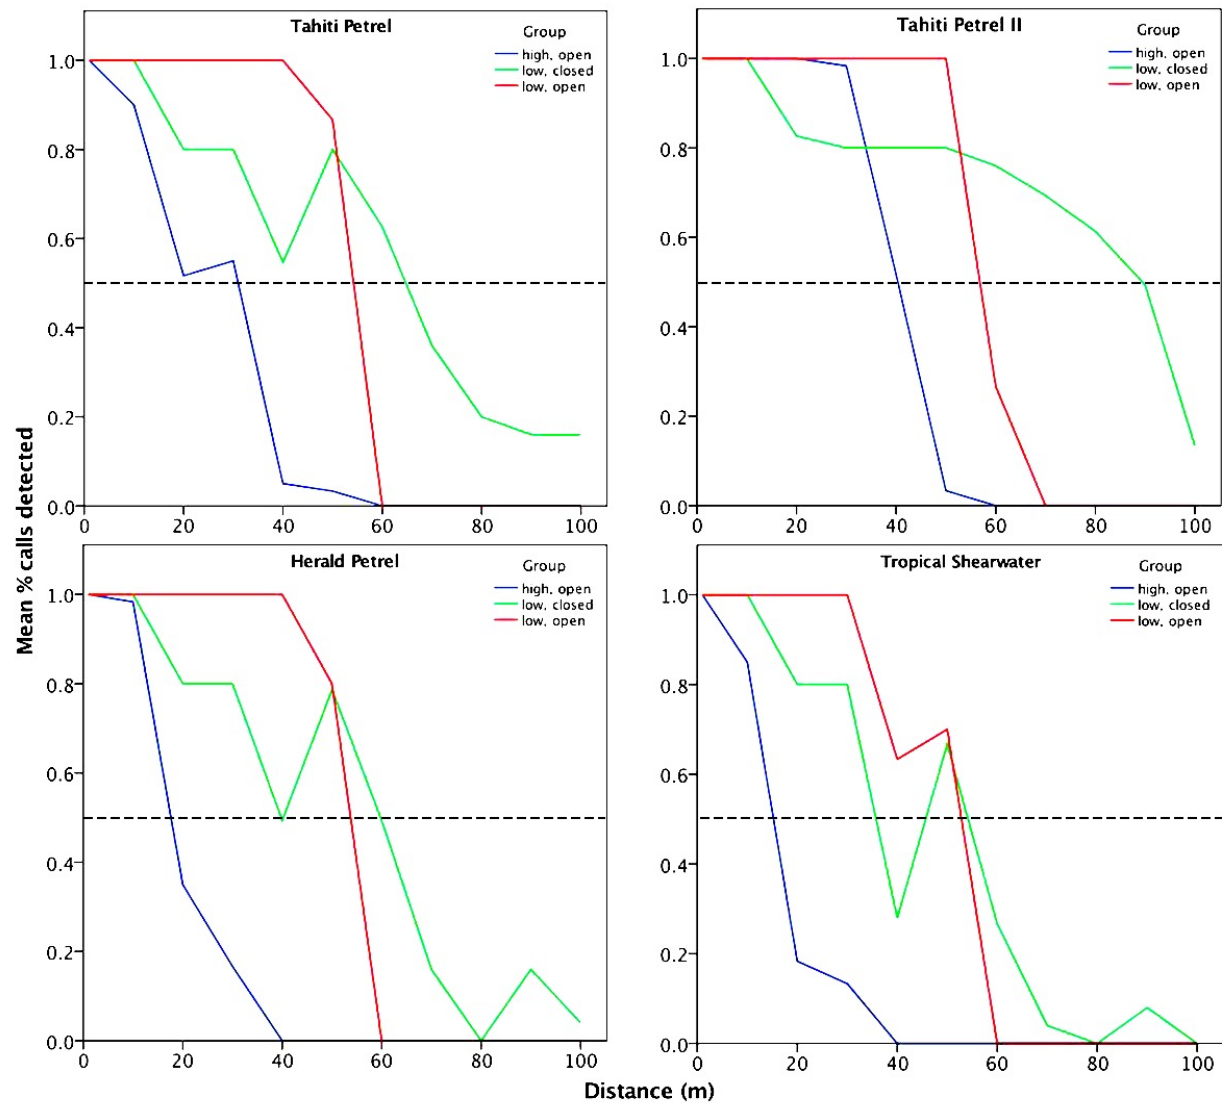 Tahiti Petrel
Group
high, open
low, closed
low, open
1.0
0.8
0.6
0.4
0.2
0.0
0 20 40 60 80 100
Tahiti Petrel II
Group
high, open
low, closed
low, open
1.0
0.8
0.6
0.4
0.2
0.0
0 20 40 60 80 100
Mean % calls detected
Herald Petrel
Group
high, open
low, closed
low, open
1.0
0.8
0.6
0.4
0.2
0.0
0 20 40 60 80 100
Tropical Shearwater
Group
high, open
low, closed
low, open
1.0
0.8
0.6
0.4
0.2
0.0
0 20 40 60 80 100
Distance (m)